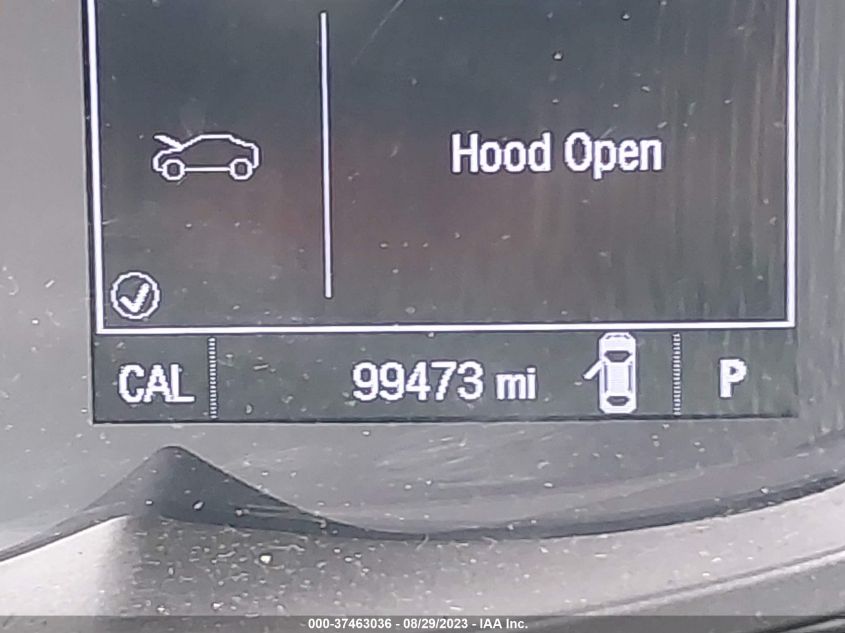 Hood Open
CAL 99473 mi P
000-37463036 - 08/29/2023 - IAA Inc.